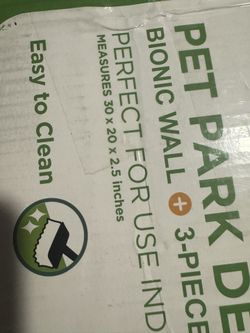 PET PARK DE
BIONIC WALL + 3-PIECE
PERFECT FOR USE IND
MEASURES 30 x 20 x 2.5 inches
Easy to Clean